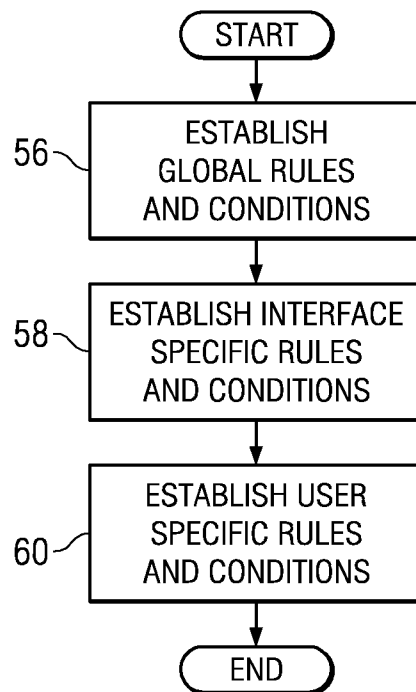 START
56
ESTABLISH
GLOBAL RULES
AND CONDITIONS
58
ESTABLISH INTERFACE
SPECIFIC RULES
AND CONDITIONS
60
ESTABLISH USER
SPECIFIC RULES
AND CONDITIONS
END